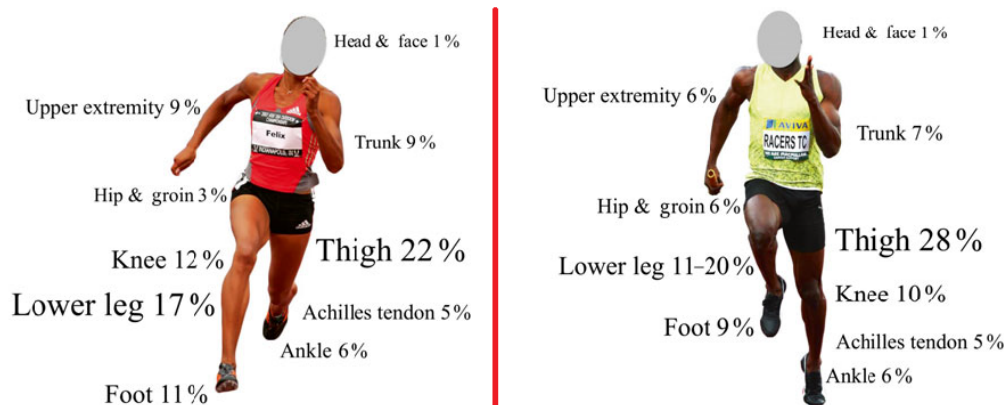 Head & face 1%
Upper extremity 9%
Felix
Trunk 9%
Hip & groin 3%
Thigh 22%
Knee 12%
Lower leg 17%
Achilles tendon 5%
Ankle 6%
Foot 11%
Head & face 1%
Upper extremity 6%
AVIVA
RACERS TC
Trunk 7%
Hip & groin 6%
Thigh 28%
Lower leg 11–20%
Knee 10%
Foot 9%
Achilles tendon 5%
Ankle 6%